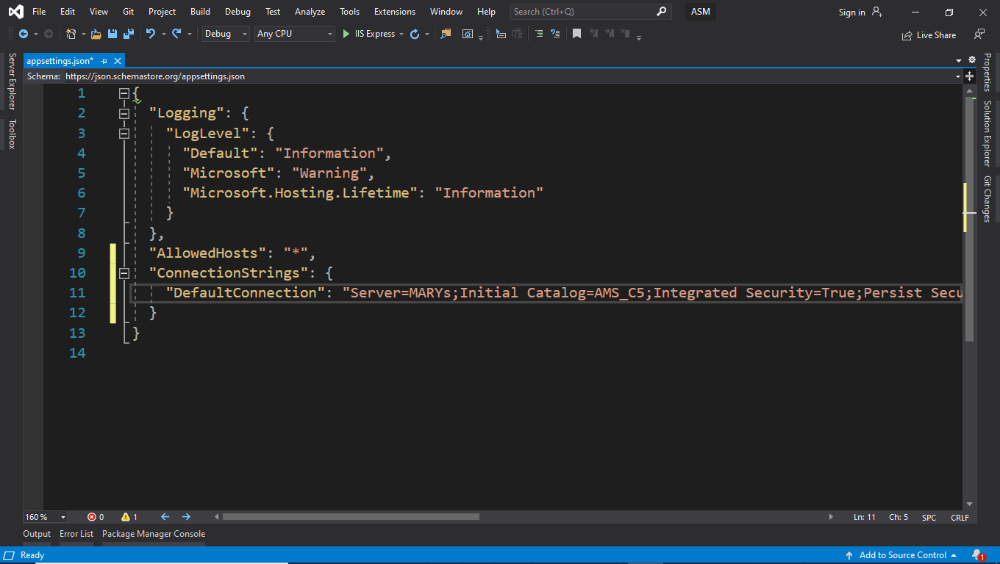 File Edit View Git Project Build Debug Test Analyze Tools Extensions Window Help Search (Ctrl+Q) ASM Sign in
Debug Any CPU IIS Express Live Share
Server Explorer
Toolbox
appsettings.json*
Schema: https://json.schemastore.org/appsettings.json
1 {
2 "Logging": {
3 "LogLevel": {
4 "Default": "Information",
5 "Microsoft": "Warning",
6 "Microsoft.Hosting.Lifetime": "Information"
7 }
8 },
9 "AllowedHosts": "*",
10 "ConnectionStrings": {
11 "DefaultConnection": "Server=MARYs;Initial Catalog=AMS_C5;Integrated Security=True;Persist Secu
12 }
13 }
14
Properties
Solution Explorer
Git Changes
160 % 0 1 Ln: 11 Ch: 5 SPC CRLF
Output Error List Package Manager Console
Ready Add to Source Control 1